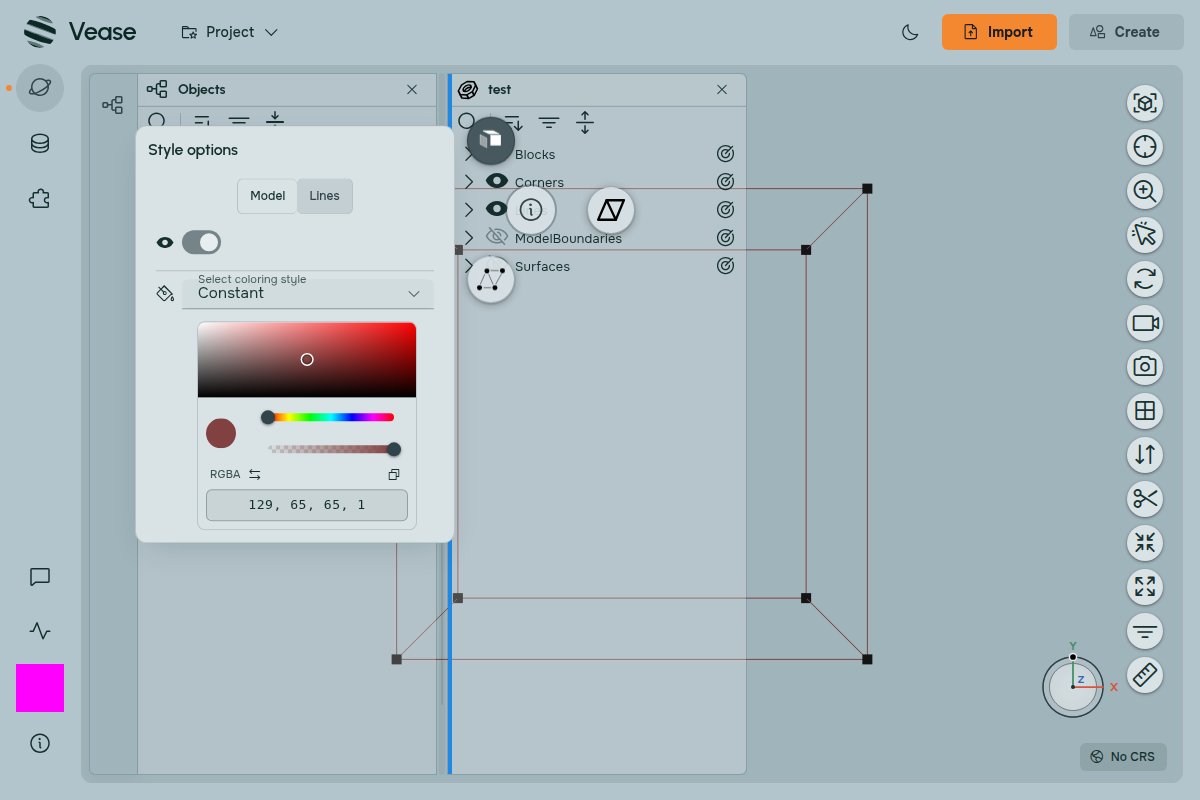 Vease
Project
Import
Create
Objects
test
Style options
Model
Lines
Select coloring style
Constant
RGBA
129, 65, 65, 1
Blocks
Corners
ModelBoundaries
Surfaces
Y
Z
X
No CRS